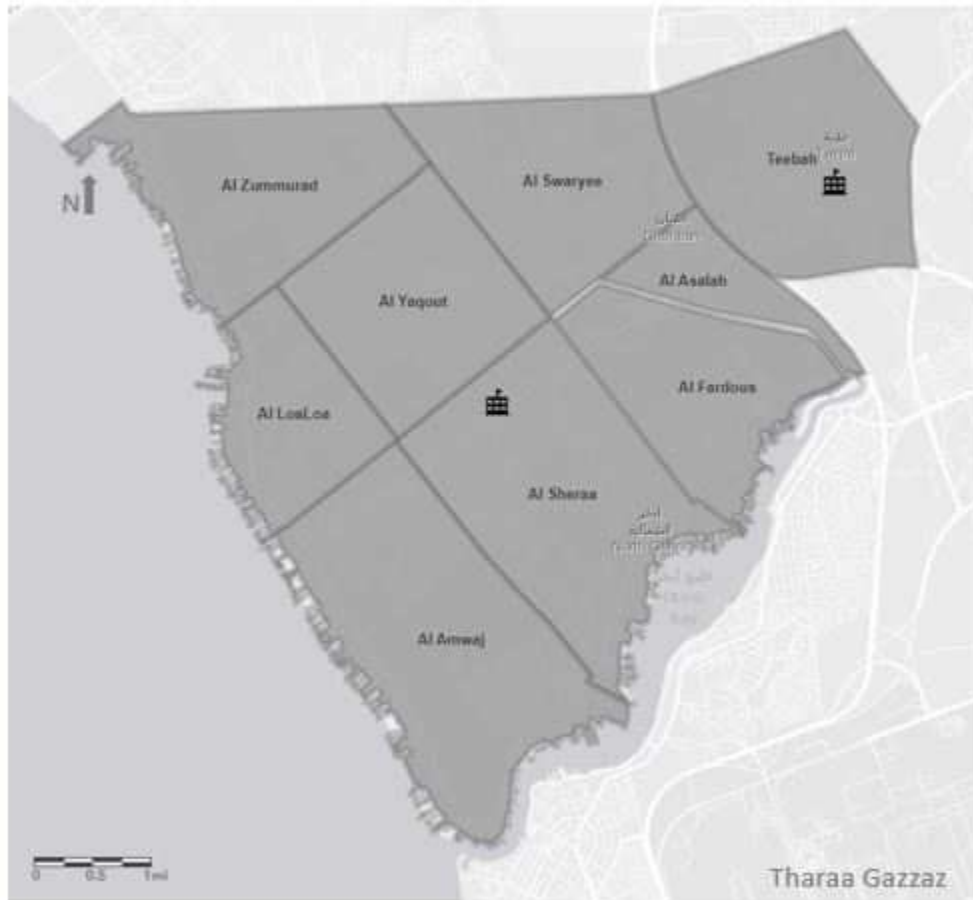 Teebah
Al Zummurad
Al Swaryee
N
Al Asalah
Al Yaqout
Al Fardous
Al LoaLoa
Al Sheraa
Al Amwaj
0 0.5 1 mi
Tharaa Gazzaz